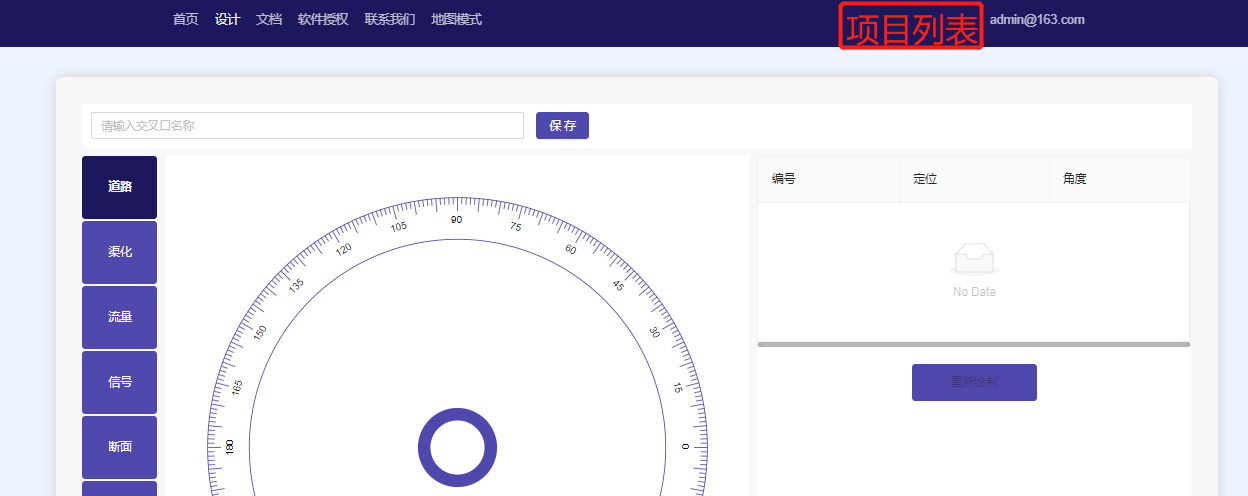 首页 设计 文档 软件授权 联系我们 地图模式 项目列表 admin@163.com
请输入交叉口名称 保存
道路
渠化
流量
信号
断面
编号 定位 角度
No Data
重新绘制
180 165 150 135 120 105 90 75 60 45 30 15 0